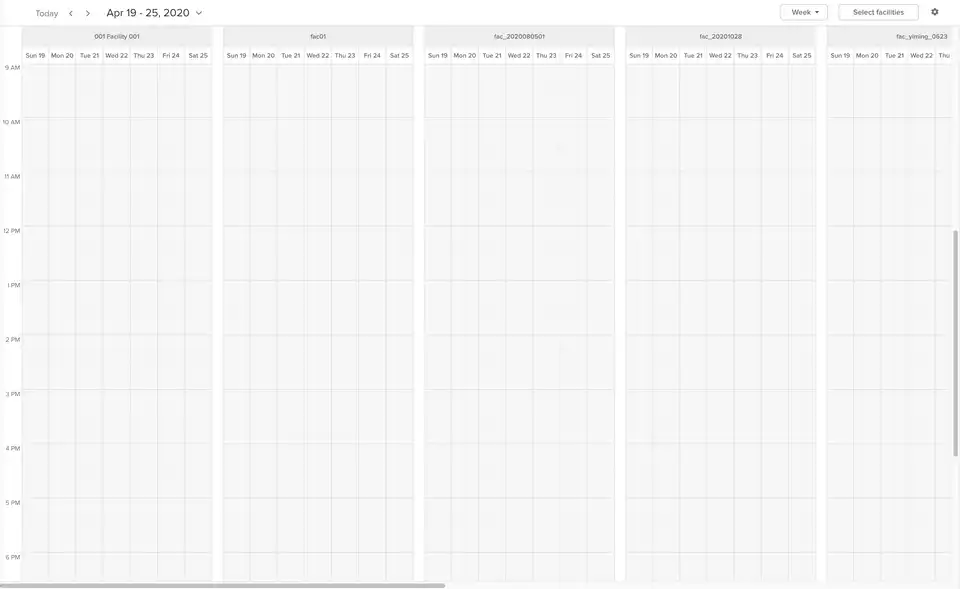 Today Apr 19 - 25, 2020 Week Select facilities
001 Facility 001 fac01 fac_2020080501 fac_20201028 fac_yiming_0523
Sun 19 Mon 20 Tue 21 Wed 22 Thu 23 Fri 24 Sat 25 Sun 19 Mon 20 Tue 21 Wed 22 Thu 23 Fri 24 Sat 25 Sun 19 Mon 20 Tue 21 Wed 22 Thu 23 Fri 24 Sat 25 Sun 19 Mon 20 Tue 21 Wed 22 Thu 23 Fri 24 Sat 25 Sun 19 Mon 20 Tue 21 Wed 22 Thu
9 AM
10 AM
11 AM
12 PM
1 PM
2 PM
3 PM
4 PM
5 PM
6 PM